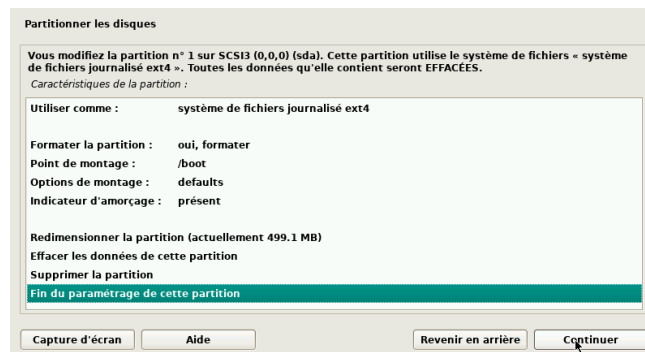 Partitionner les disques
Vous modifiez la partition n° 1 sur SCSI3 (0,0,0) (sda). Cette partition utilise le système de fichiers « système
de fichiers journalisé ext4 ». Toutes les données qu'elle contient seront EFFACÉES.
Caractéristiques de la partition :
Utiliser comme : système de fichiers journalisé ext4
Formater la partition : oui, formater
Point de montage : /boot
Options de montage : defaults
Indicateur d'amorçage : présent
Redimensionner la partition (actuellement 499.1 MB)
Effacer les données de cette partition
Supprimer la partition
Fin du paramétrage de cette partition
Capture d'écran Aide Revenir en arrière Continuer